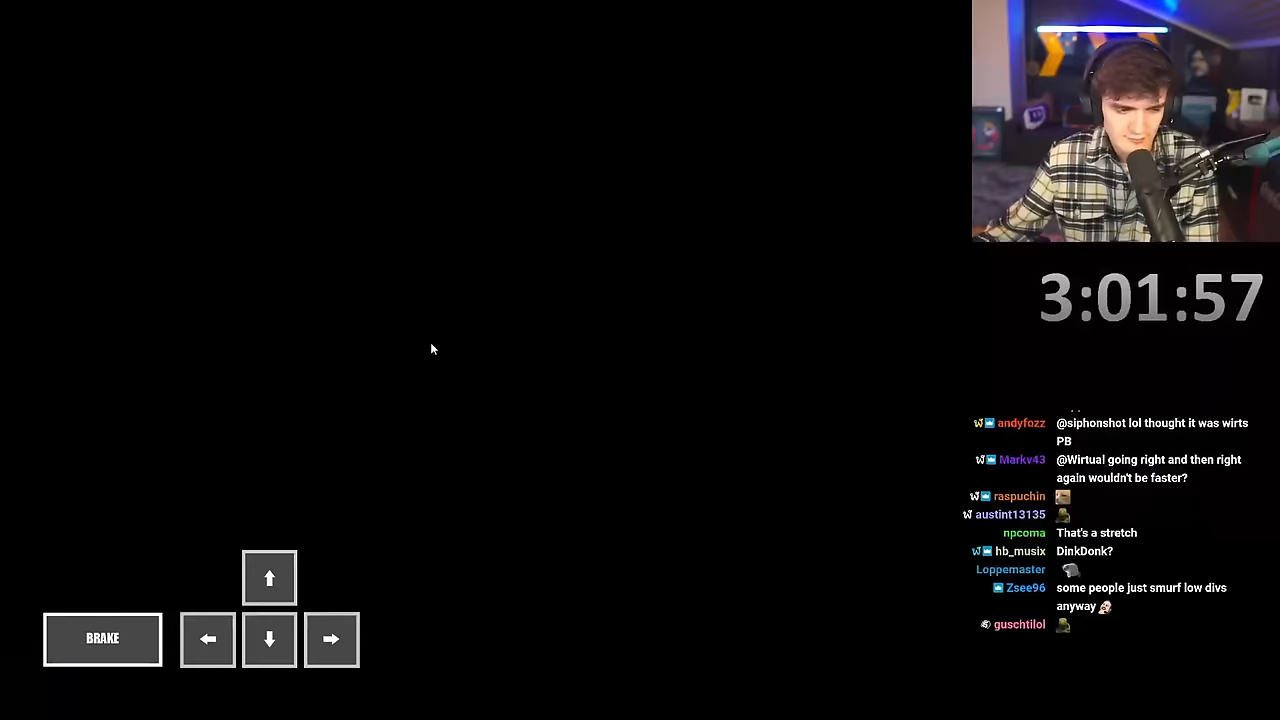 3:01:57
andyfozz @siphonshot lol thought it was wirts
PB
Markv43 @Wirtual going right and then right
again wouldn't be faster?
raspuchin
austint13135
npcoma That's a stretch
hb_musix DinkDonk?
Loppemaster
Zsee96 some people just smurf low divs
anyway
guschtilol
BRAKE